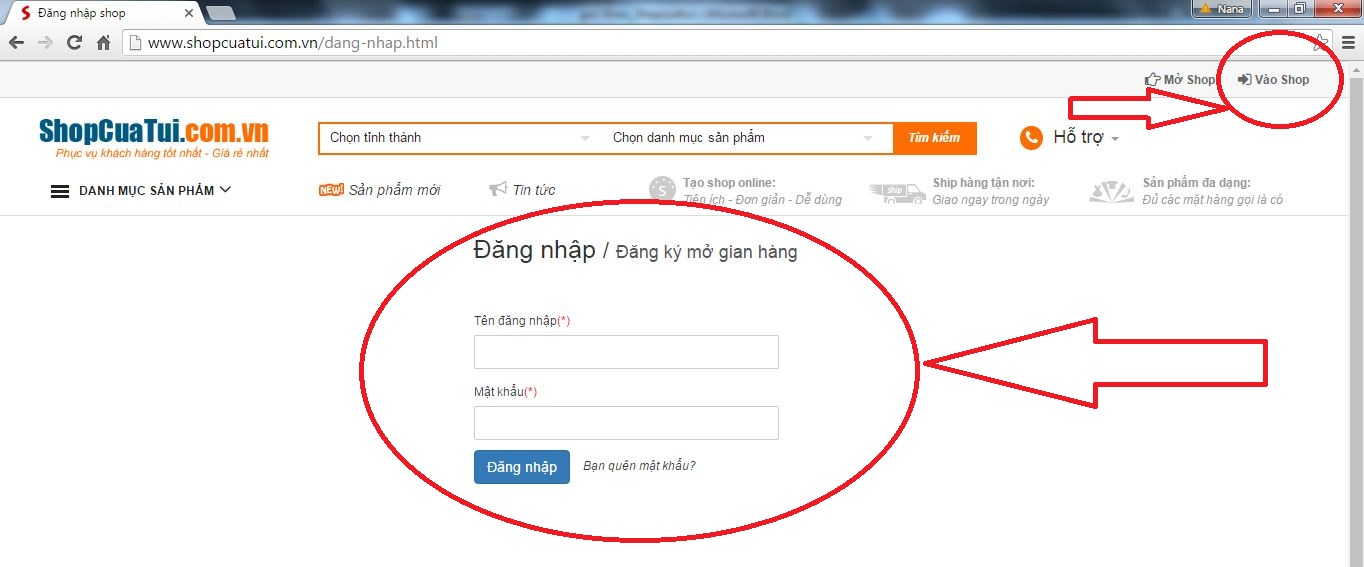 Đăng nhập shop
Nana
www.shopcuatui.com.vn/dang-nhap.html
Mở Shop
Vào Shop
ShopCuaTui.com.vn
Phục vụ khách hàng tốt nhất - Giá rẻ nhất
Chọn tỉnh thành
Chọn danh mục sản phẩm
Tìm kiếm
Hỗ trợ
DANH MỤC SẢN PHẨM
NEW!
Sản phẩm mới
Tin tức
S
Tạo shop online:
Tiện ích - Đơn giản - Dễ dùng
ship
Ship hàng tận nơi:
Giao ngay trong ngày
Sản phẩm đa dạng:
Đủ các mặt hàng gọi là có
Đăng nhập / Đăng ký mở gian hàng
Tên đăng nhập(*)
Mật khẩu(*)
Đăng nhập
Bạn quên mật khẩu?